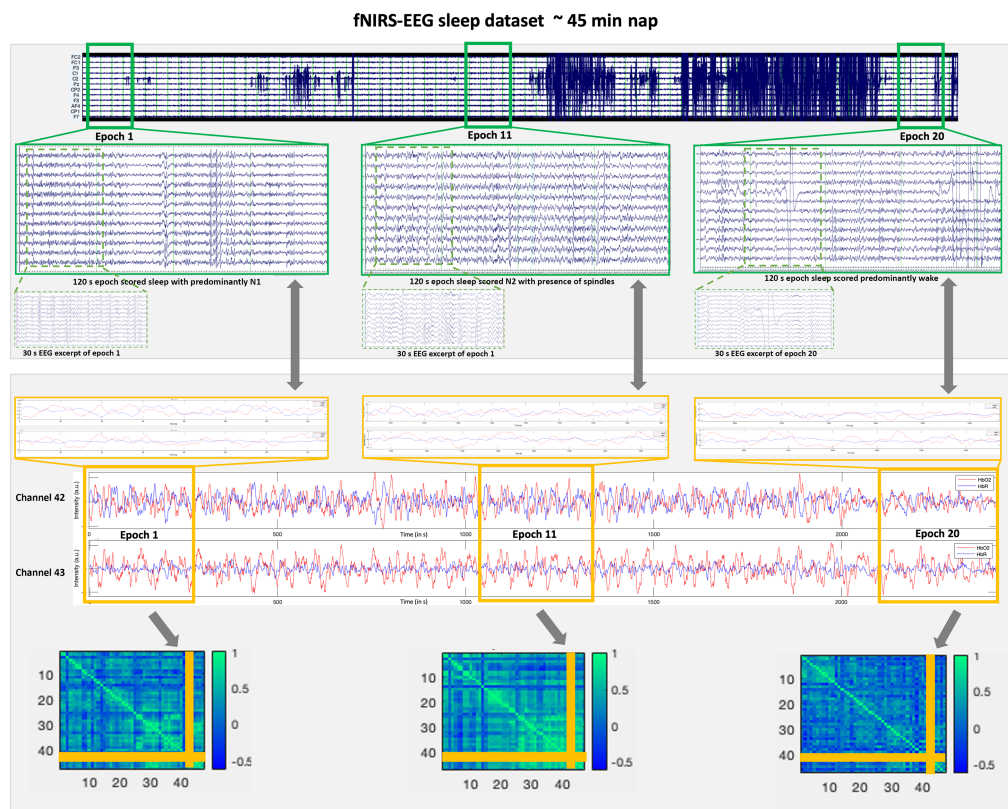 fNIRS-EEG sleep dataset ~ 45 min nap
FC2
FC1
P3
C1
C2
Pz
CP2
F4
F3
AF4
CP1
F7
Epoch 1
Epoch 11
Epoch 20
120 s epoch scored sleep with predominantly N1
120 s epoch sleep scored N2 with presence of spindles
120 s epoch sleep scored predominantly wake
30 s EEG excerpt of epoch 1
30 s EEG excerpt of epoch 1
30 s EEG excerpt of epoch 20
Channel 42
Intensity (a.u.)
HbO2
HbR
0 500 Time (in s) 1000 1500 2000
Epoch 1
Epoch 11
Epoch 20
Channel 43
Intensity (a.u.)
HbO2
HbR
0 500 Time (in s) 1000 1500 Time (in s) 2000
10
20
30
40
10 20 30 40
1
0.5
0
-0.5
10
20
30
40
10 20 30 40
1
0.5
0
-0.5
10
20
30
40
10 20 30 40
1
0.5
0
-0.5